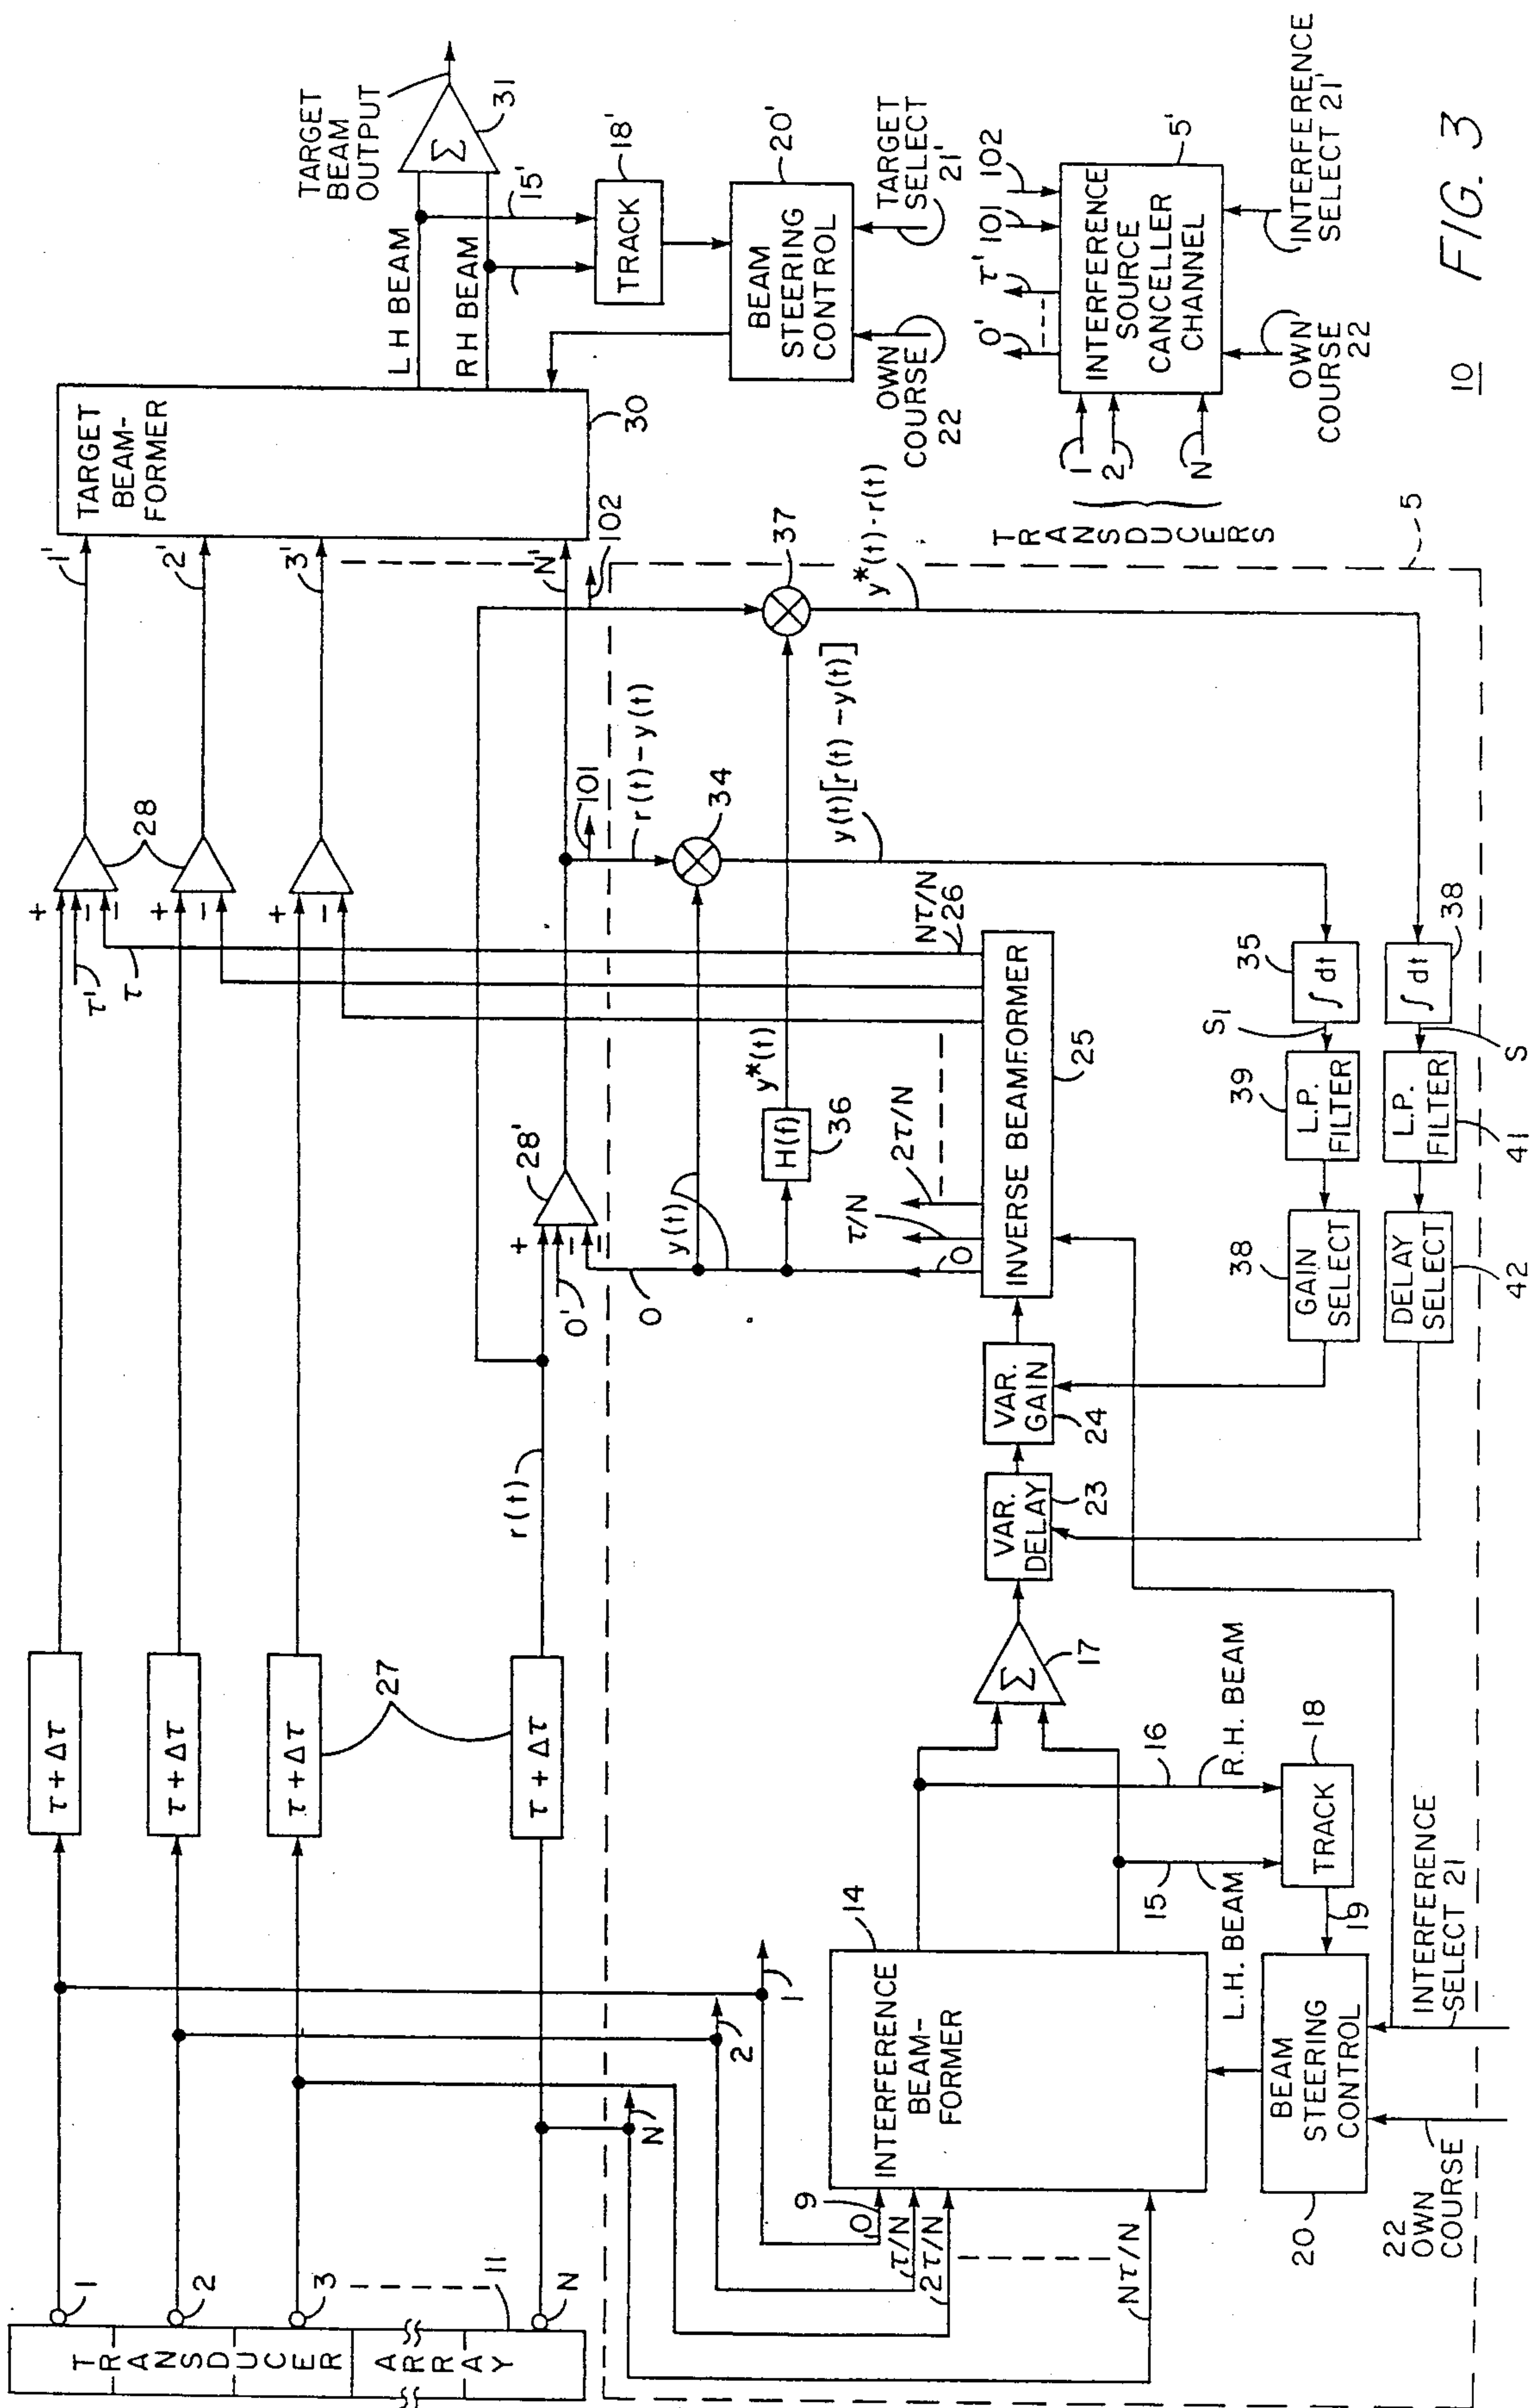 TRANSDUCER ARRAY
11
1
2
3
N
τ + Δτ
τ + Δτ
τ + Δτ
τ + Δτ
27
r(t)
+
τ'
−
−
τ
+
−
+
−
28
+
O'
−
−
O
28'
1'
2'
3'
N'
TARGET
BEAM-
FORMER
30
L H BEAM
R H BEAM
Σ
31
TARGET
BEAM
OUTPUT
15'
TRACK
18'
BEAM
STEERING
CONTROL
20'
OWN
COURSE
22
TARGET
SELECT
21'
102
101
r(t) − y(t)
34
37
y(t)
y*(t)
H(f)
36
y(t)[r(t) − y(t)]
y*(t) · r(t)
1
2
N
9
O
τ/N
2τ/N
Nτ/N
INTERFERENCE
BEAM-
FORMER
14
16
R.H. BEAM
15
L.H. BEAM
TRACK
18
19
BEAM
STEERING
CONTROL
20
22
OWN
COURSE
INTERFERENCE
SELECT 21
Σ
17
VAR.
DELAY
23
VAR.
GAIN
24
INVERSE BEAMFORMER
25
O
τ/N
2τ/N
Nτ/N
26
∫ dt
35
S1
L.P.
FILTER
39
GAIN
SELECT
38
∫ dt
38
S
L.P.
FILTER
41
DELAY
SELECT
42
5
TRANSDUCERS
1
2
N
O'
τ'
101
102
INTERFERENCE
SOURCE
CANCELLER
CHANNEL
5'
OWN
COURSE
22
INTERFERENCE
SELECT 21'
10
FIG. 3